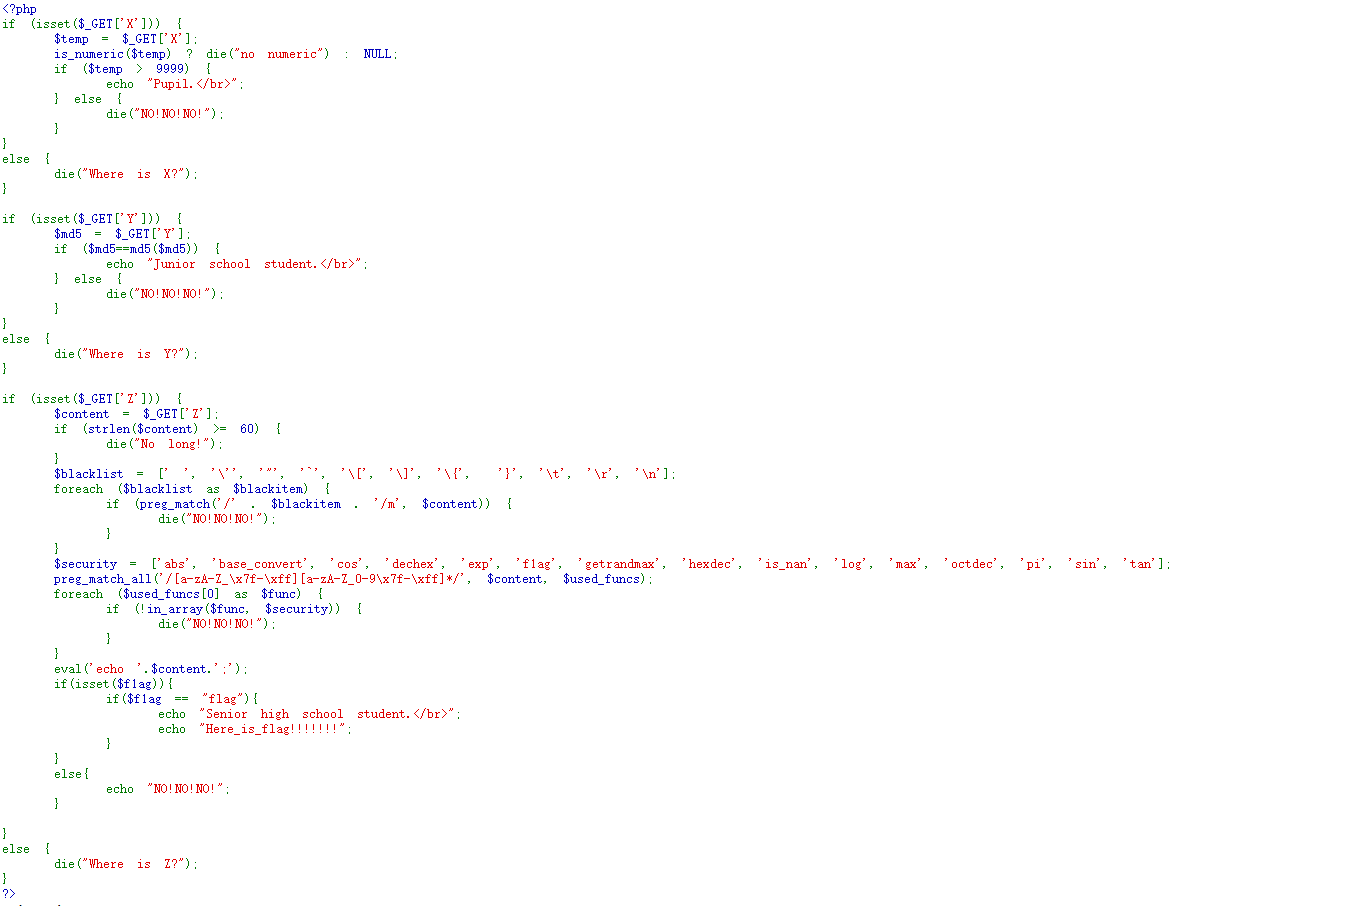 <?php
if (isset($_GET['X'])) {
$temp = $_GET['X'];
is_numeric($temp) ? die("no numeric") : NULL;
if ($temp > 9999) {
echo "Pupil.</br>";
} else {
die("NO!NO!NO!");
}
}
else {
die("Where is X?");
}
if (isset($_GET['Y'])) {
$md5 = $_GET['Y'];
if ($md5==md5($md5)) {
echo "Junior school student.</br>";
} else {
die("NO!NO!NO!");
}
}
else {
die("Where is Y?");
}
if (isset($_GET['Z'])) {
$content = $_GET['Z'];
if (strlen($content) >= 60) {
die("No long!");
}
$blacklist = [' ', '\'', '"', '`', '\[', '\]', '\{', '}', '\t', '\r', '\n'];
foreach ($blacklist as $blackitem) {
if (preg_match('/' . $blackitem . '/m', $content)) {
die("NO!NO!NO!");
}
}
$security = ['abs', 'base_convert', 'cos', 'dechex', 'exp', 'f1ag', 'getrandmax', 'hexdec', 'is_nan', 'log', 'max', 'octdec', 'pi', 'sin', 'tan'];
preg_match_all('/[a-zA-Z_\x7f-\xff][a-zA-Z_0-9\x7f-\xff]*/', $content, $used_funcs);
foreach ($used_funcs[0] as $func) {
if (!in_array($func, $security)) {
die("NO!NO!NO!");
}
}
eval('echo '.$content.';');
if(isset($f1ag)){
if($f1ag == "flag"){
echo "Senior high school student.</br>";
echo "Here_is_flag!!!!!!!";
}
}
else{
echo "NO!NO!NO!";
}
}
else {
die("Where is Z?");
}
?>